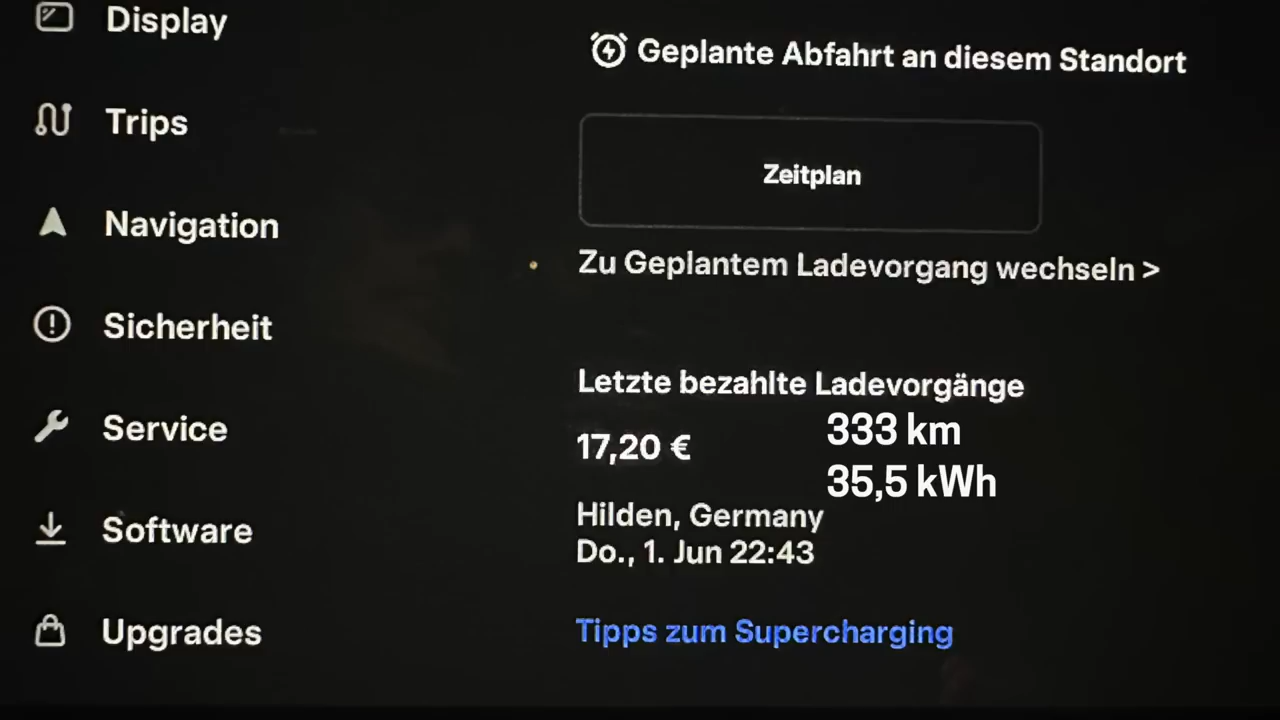 Display
Trips
Navigation
Sicherheit
Service
Software
Upgrades
Geplante Abfahrt an diesem Standort
Zeitplan
Zu Geplantem Ladevorgang wechseln >
Letzte bezahlte Ladevorgänge
17,20 €
333 km
35,5 kWh
Hilden, Germany
Do., 1. Jun 22:43
Tipps zum Supercharging